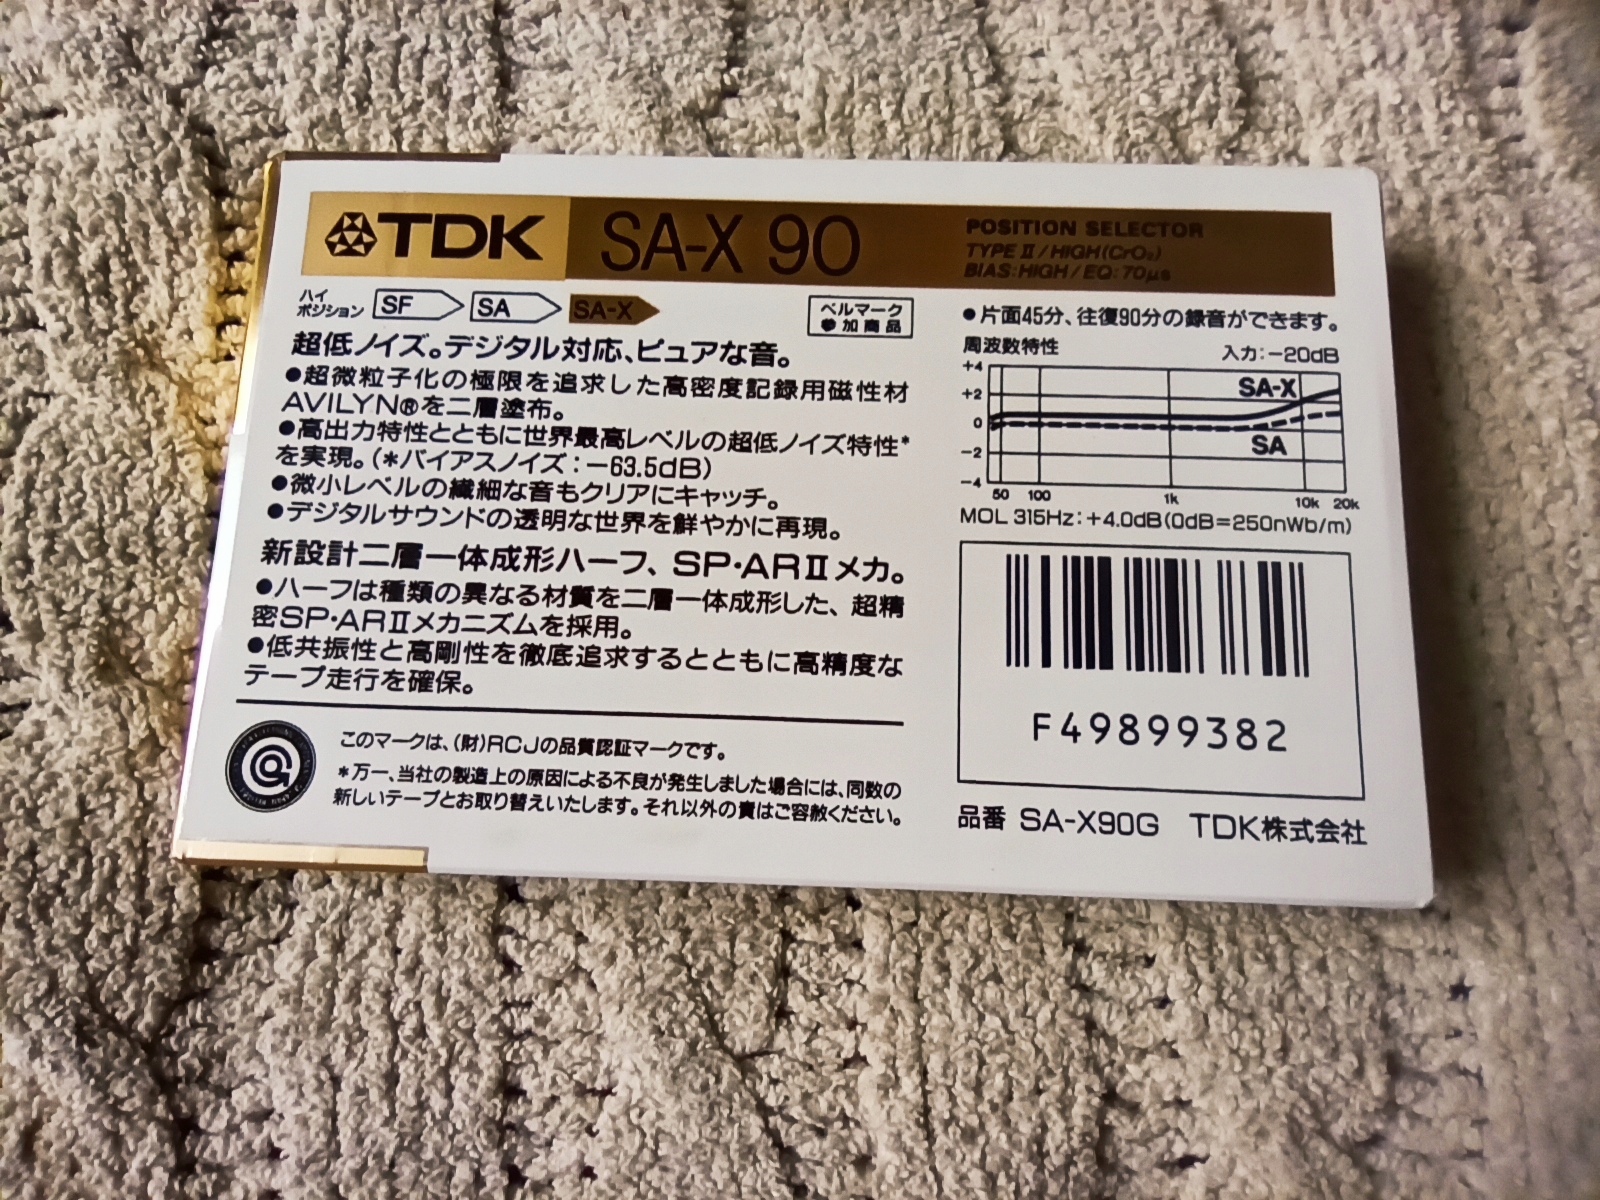 TDK SA-X 90
POSITION SELECTOR
TYPE II/HIGH(CrO₂)
BIAS:HIGH/EQ:70μs
ハイ
ポジション SF SA SA-X
ベルマーク
参加商品
超低ノイズ。デジタル対応、ピュアな音。
●超微粒子化の極限を追求した高密度記録用磁性材
AVILYN®を二層塗布。
●高出力特性とともに世界最高レベルの超低ノイズ特性*
を実現。(*バイアスノイズ:−63.5dB)
●微小レベルの繊細な音もクリアにキャッチ。
●デジタルサウンドの透明な世界を鮮やかに再現。
新設計二層一体成形ハーフ、SP・ARIIメカ。
●ハーフは種類の異なる材質を二層一体成形した、超精
密SP・ARIIメカニズムを採用。
●低共振性と高剛性を徹底追求するとともに高精度な
テープ走行を確保。
このマークは、(財)RCJの品質認証マークです。
*万一、当社の製造上の原因による不良が発生しました場合には、同数の
新しいテープとお取り替えいたします。それ以外の責はご容赦ください。
●片面45分、往復90分の録音ができます。
周波数特性 入力:−20dB
+4
+2
0
−2
−4
SA-X
SA
50 100 1k 10k 20k
MOL 315Hz:+4.0dB(0dB=250nWb/m)
F49899382
品番 SA-X90G TDK株式会社